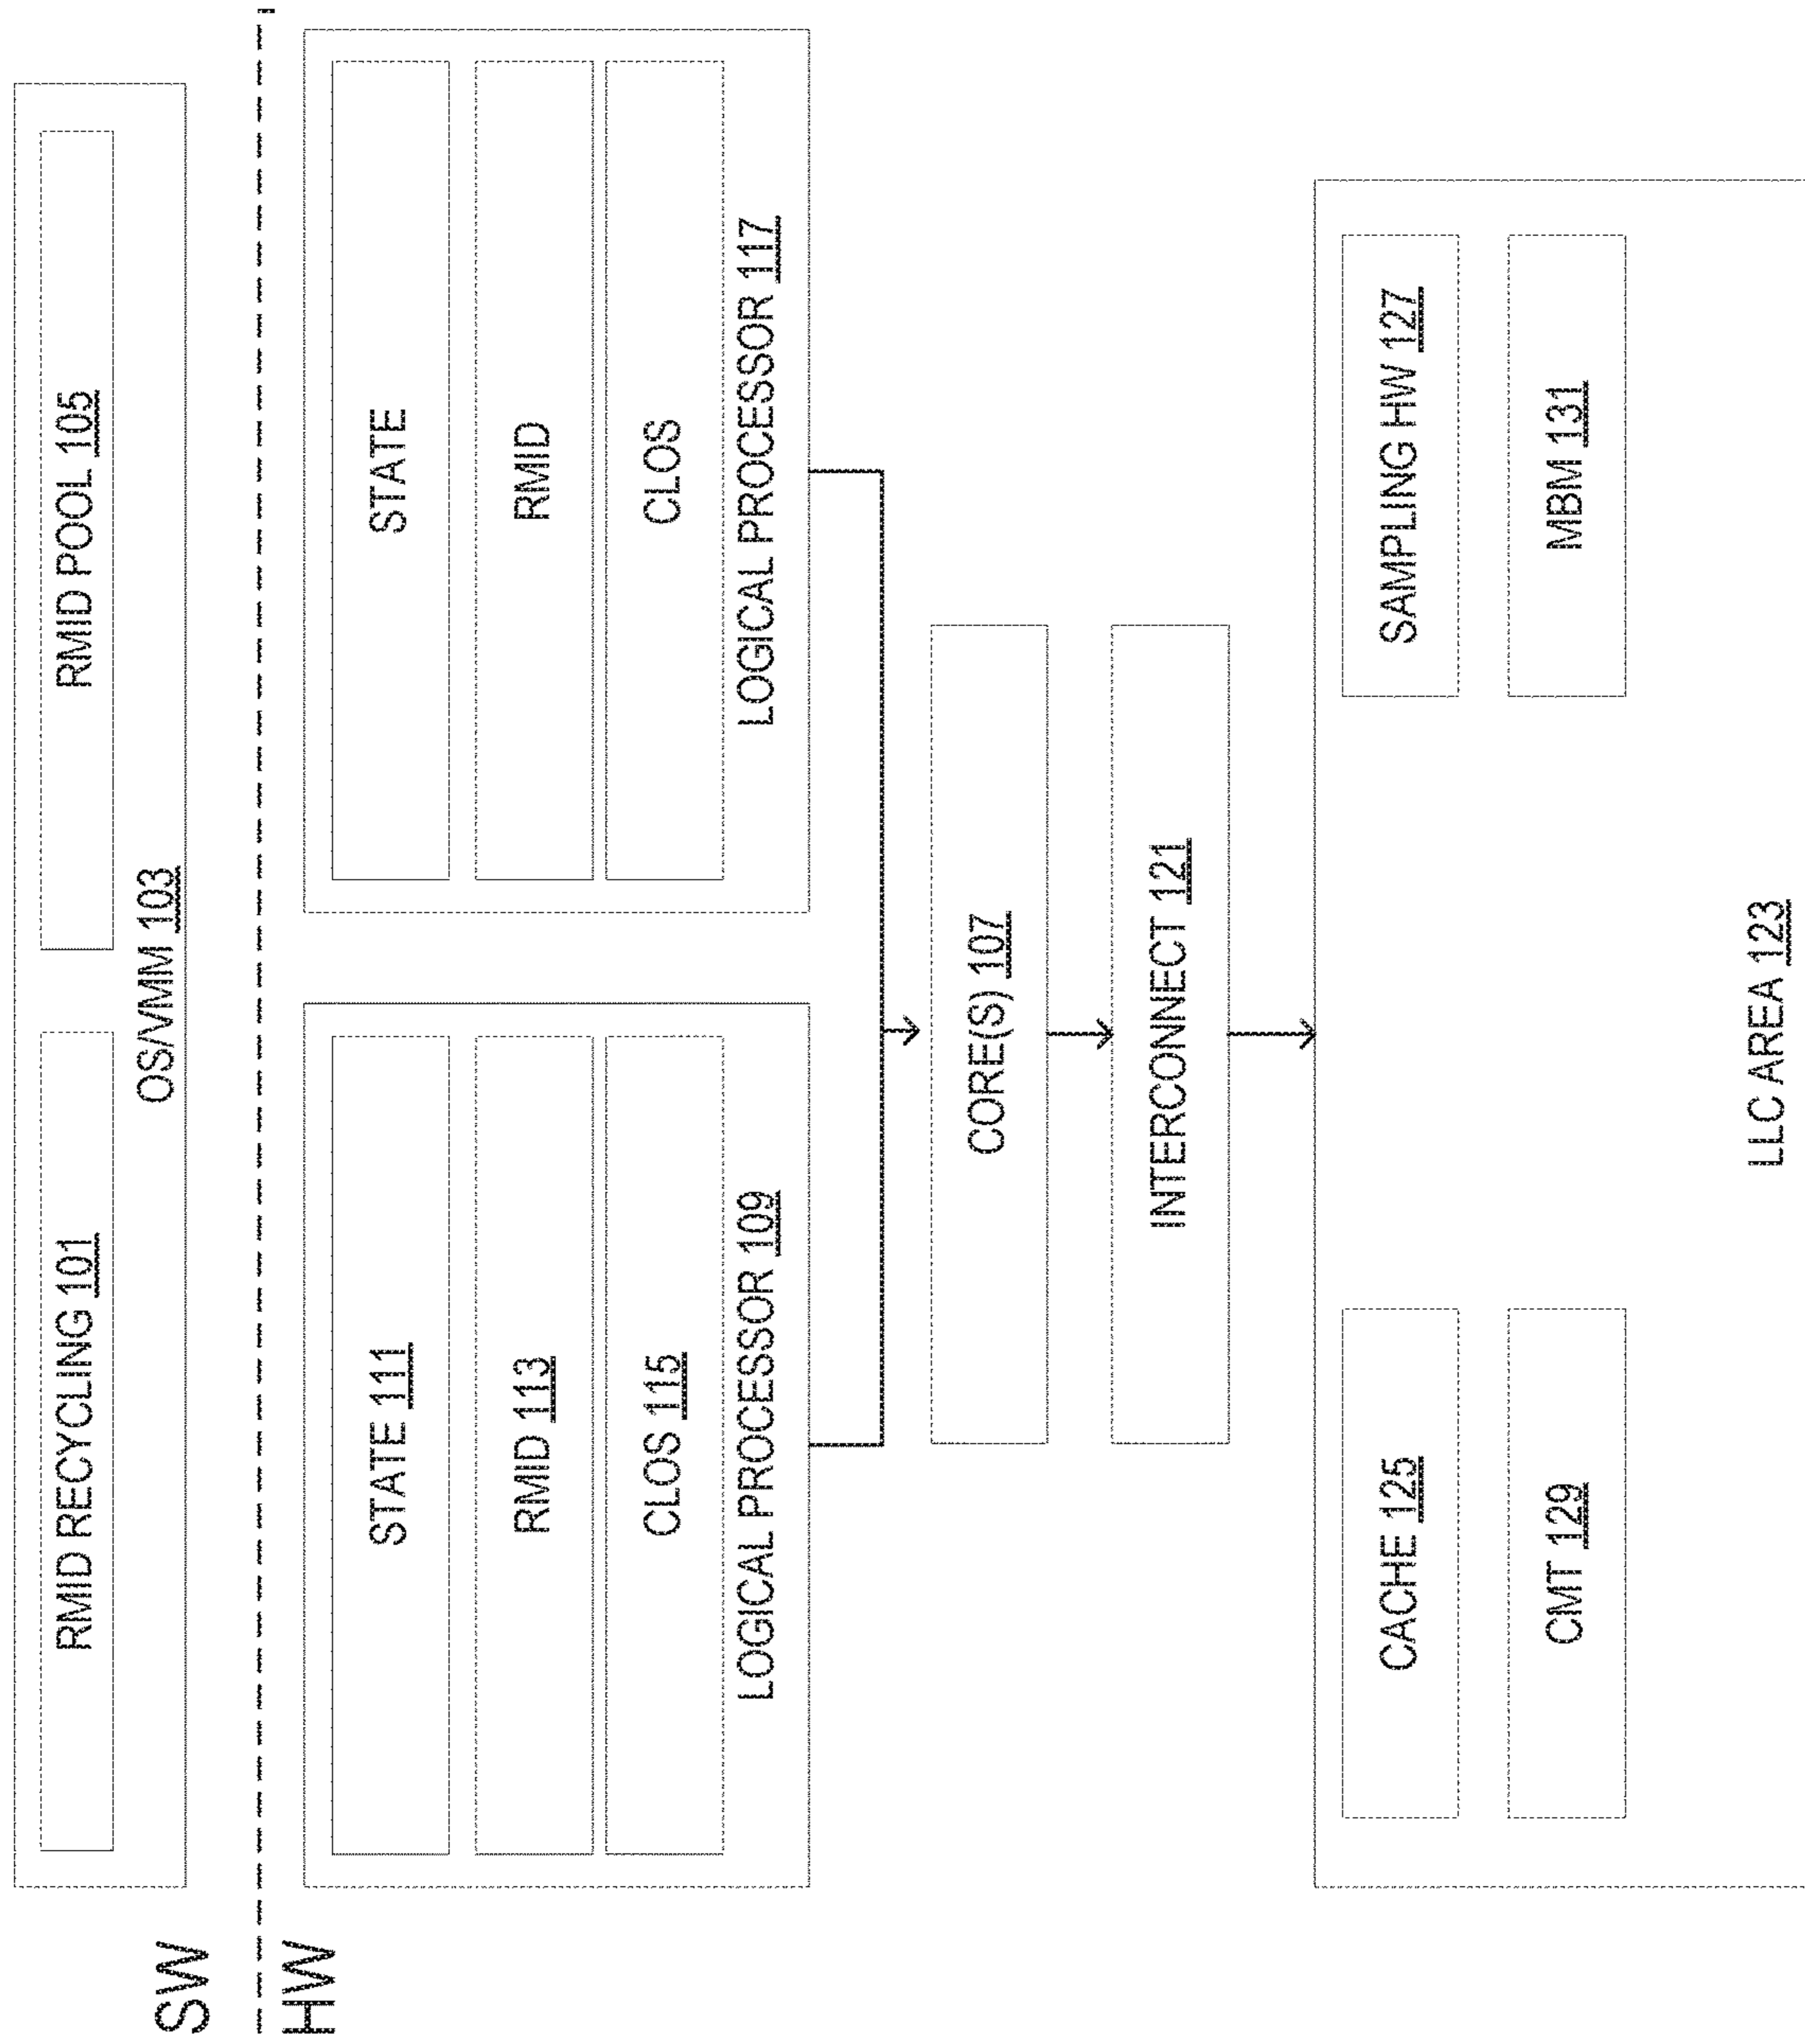 SW
RMID RECYCLING 101
RMID POOL 105
OS/VMM 103
HW
STATE 111
RMID 113
CLOS 115
LOGICAL PROCESSOR 109
STATE
RMID
CLOS
LOGICAL PROCESSOR 117
CORE(S) 107
INTERCONNECT 121
CACHE 125
SAMPLING HW 127
CMT 129
MBM 131
LLC AREA 123